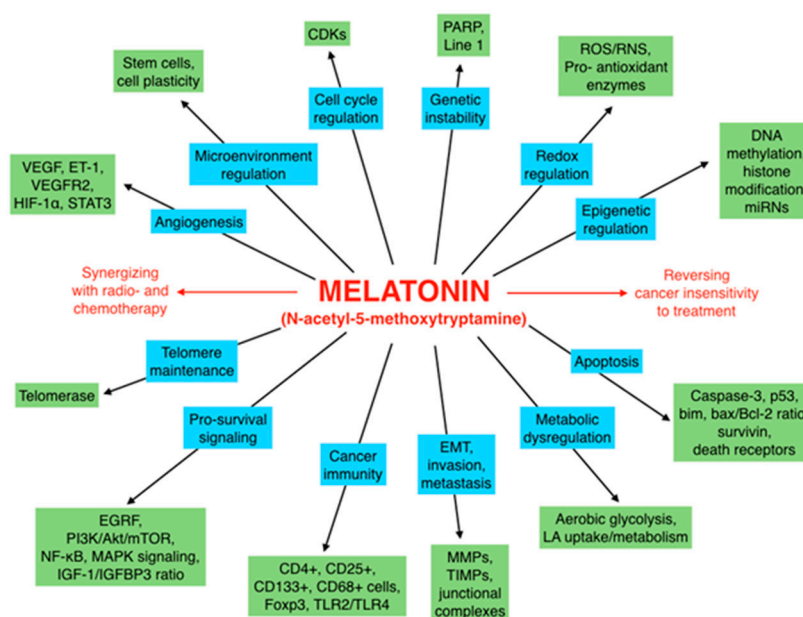 CDKs
PARP,
Line 1
ROS/RNS,
Pro- antioxidant
enzymes
Stem cells,
cell plasticity
Cell cycle
regulation
Genetic
instability
DNA
methylation
histone
modification
miRNs
Microenvironment
regulation
Redox
regulation
VEGF, ET-1,
VEGFR2,
HIF-1α, STAT3
Angiogenesis
Epigenetic
regulation
Synergizing
with radio- and
chemotherapy
MELATONIN
(N-acetyl-5-methoxytryptamine)
Reversing
cancer insensitivity
to treatment
Telomere
maintenance
Apoptosis
Telomerase
Pro-survival
signaling
Cancer
immunity
EMT,
invasion,
metastasis
Metabolic
dysregulation
Caspase-3, p53,
bim, bax/Bcl-2 ratio
survivin,
death receptors
EGRF,
PI3K/Akt/mTOR,
NF-κB, MAPK signaling,
IGF-1/IGFBP3 ratio
CD4+, CD25+,
CD133+, CD68+ cells,
Foxp3, TLR2/TLR4
MMPs,
TIMPs,
junctional
complexes
Aerobic glycolysis,
LA uptake/metabolism